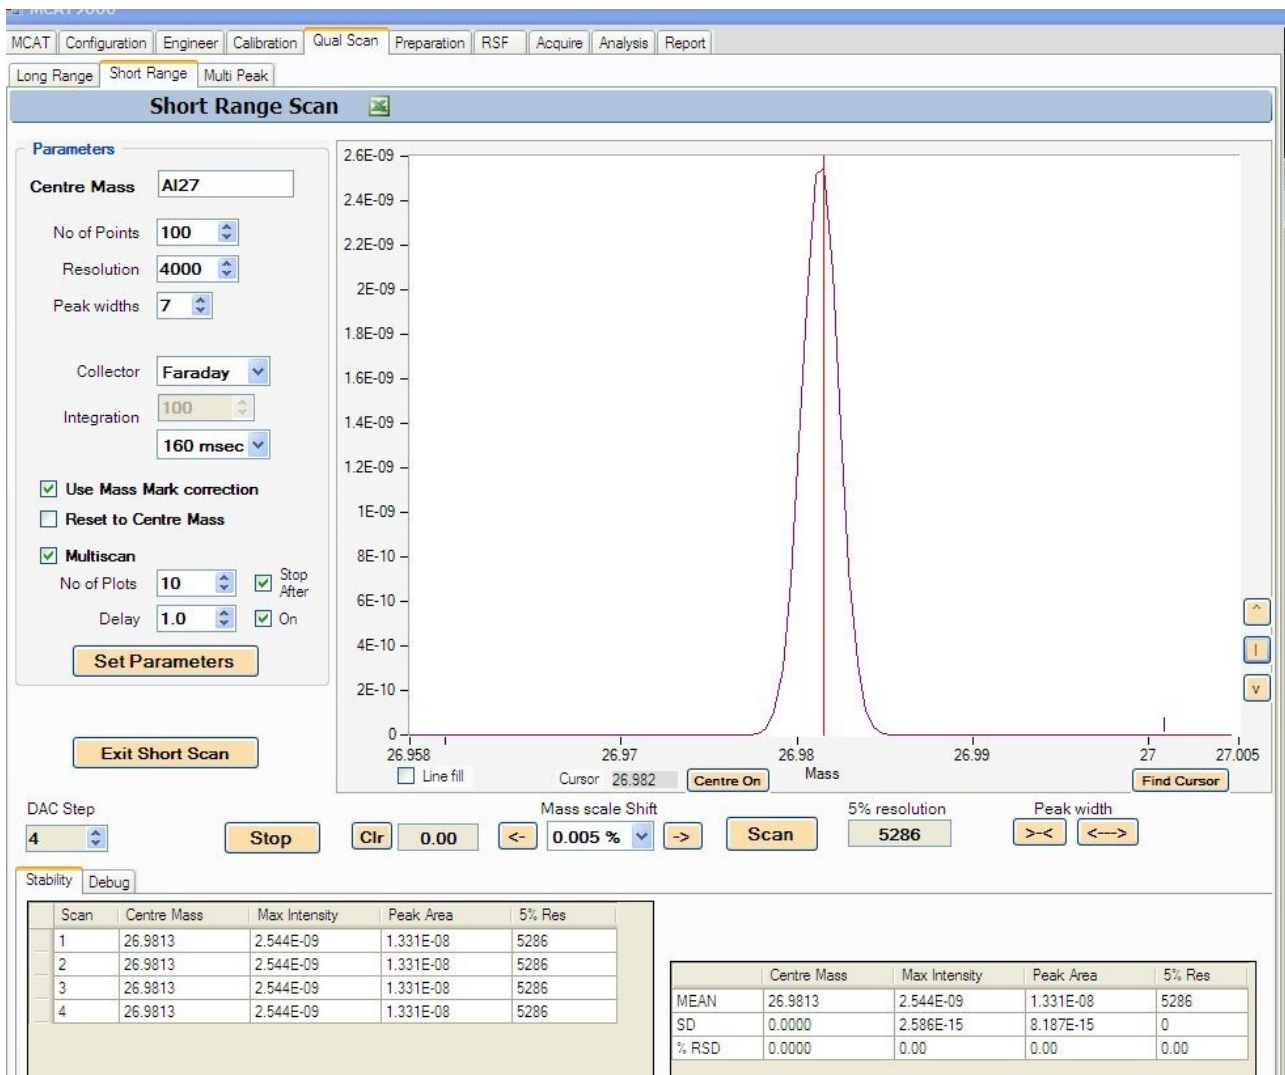 MCAT9000
MCAT Configuration Engineer Calibration Qual Scan Preparation RSF Acquire Analysis Report
Long Range Short Range Multi Peak
Short Range Scan
Parameters
Centre Mass Al27
No of Points 100
Resolution 4000
Peak widths 7
Collector Faraday
Integration 100
160 msec
Use Mass Mark correction
Reset to Centre Mass
Multiscan
No of Plots 10 Stop After
Delay 1.0 On
Set Parameters
Exit Short Scan
2.6E-09
2.4E-09
2.2E-09
2E-09
1.8E-09
1.6E-09
1.4E-09
1.2E-09
1E-09
8E-10
6E-10
4E-10
2E-10
0
26.958 26.97 26.98 26.99 27 27.005
^
I
v
Line fill Cursor 26.982 Centre On Mass Find Cursor
DAC Step Mass scale Shift 5% resolution Peak width
4 Stop Clr 0.00 <- 0.005 % -> Scan 5286 >-< <--->
Stability Debug
Scan Centre Mass Max Intensity Peak Area 5% Res
1 26.9813 2.544E-09 1.331E-08 5286
2 26.9813 2.544E-09 1.331E-08 5286
3 26.9813 2.544E-09 1.331E-08 5286
4 26.9813 2.544E-09 1.331E-08 5286
Centre Mass Max Intensity Peak Area 5% Res
MEAN 26.9813 2.544E-09 1.331E-08 5286
SD 0.0000 2.586E-15 8.187E-15 0
% RSD 0.0000 0.00 0.00 0.00